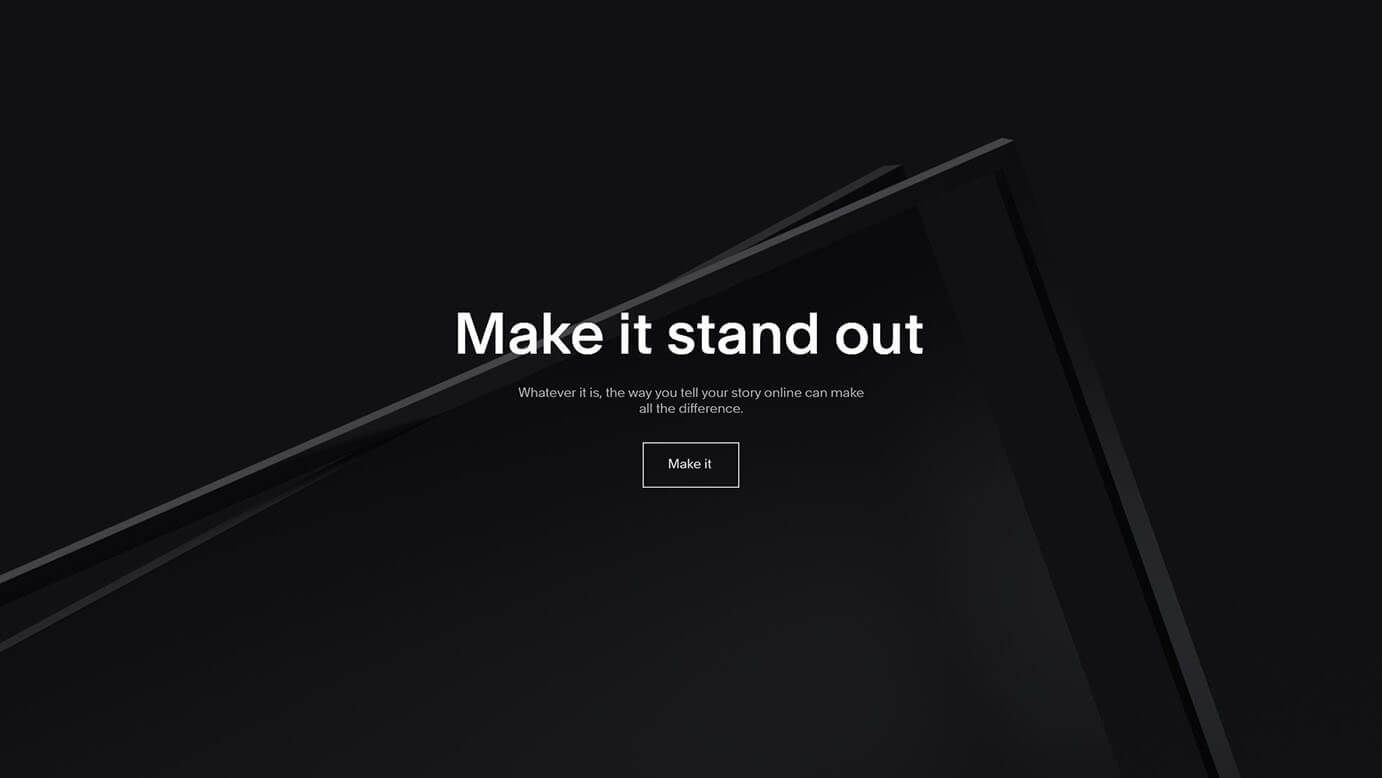 Make it stand out
Whatever it is, the way you tell your story online can make
all the difference.
Make it